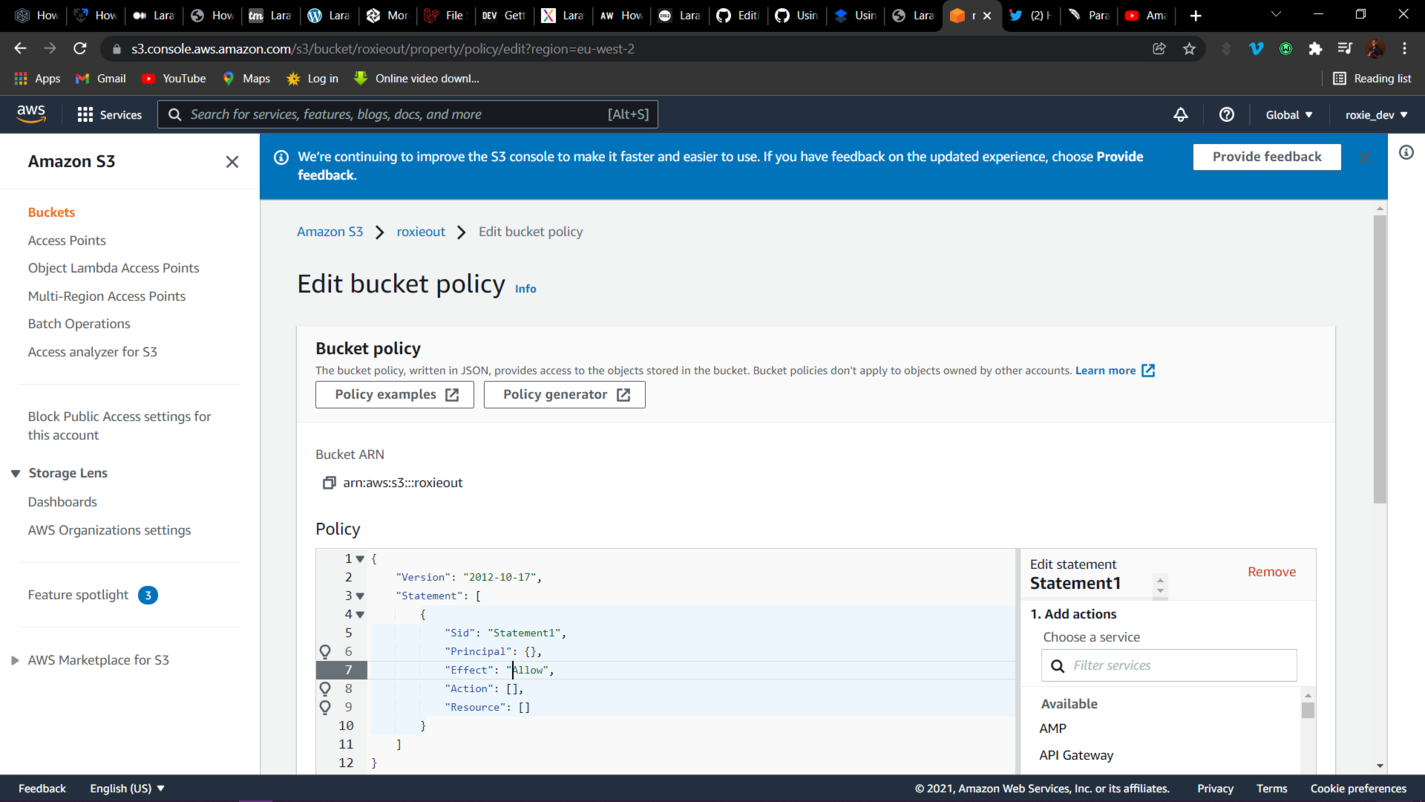 How
How
Lara
How
tm Lara
Lara
Mor
File
DEV Gett
Lara
AW How
Lara
Edit
Usin
Usin
Lara
r
(2) H
Para
Ama
s3.console.aws.amazon.com/s3/bucket/roxieout/property/policy/edit?region=eu-west-2
Apps
Gmail
YouTube
Maps
Log in
Online video downl...
Reading list
aws
Services
Search for services, features, blogs, docs, and more
[Alt+S]
Global
roxie_dev
Amazon S3
Buckets
Access Points
Object Lambda Access Points
Multi-Region Access Points
Batch Operations
Access analyzer for S3
Block Public Access settings for
this account
Storage Lens
Dashboards
AWS Organizations settings
Feature spotlight 3
AWS Marketplace for S3
We're continuing to improve the S3 console to make it faster and easier to use. If you have feedback on the updated experience, choose Provide
feedback.
Provide feedback
Amazon S3 > roxieout > Edit bucket policy
Edit bucket policy Info
Bucket policy
The bucket policy, written in JSON, provides access to the objects stored in the bucket. Bucket policies don't apply to objects owned by other accounts. Learn more
Policy examples
Policy generator
Bucket ARN
arn:aws:s3:::roxieout
Policy
1 {
2 "Version": "2012-10-17",
3 "Statement": [
4 {
5 "Sid": "Statement1",
6 "Principal": {},
7 "Effect": "Allow",
8 "Action": [],
9 "Resource": []
10 }
11 ]
12 }
Edit statement
Statement1
Remove
1. Add actions
Choose a service
Filter services
Available
AMP
API Gateway
Feedback
English (US)
© 2021, Amazon Web Services, Inc. or its affiliates.
Privacy
Terms
Cookie preferences